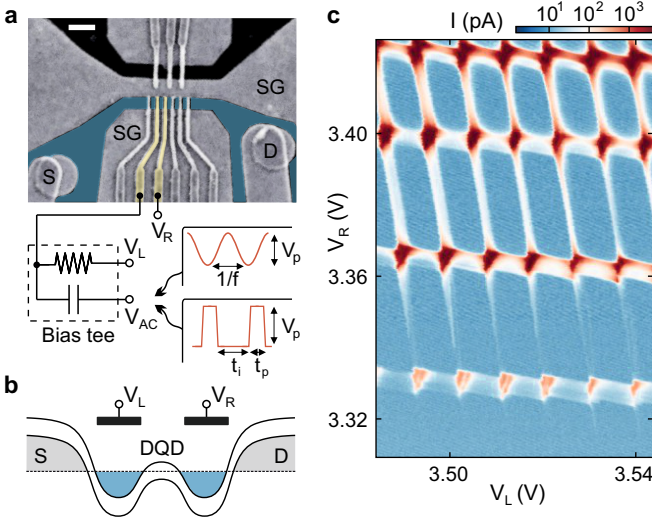 a
SG
SG
S
D
V_L
V_R
V_AC
Bias tee
V_p
1/f
V_p
t_i
t_p
b
V_L
V_R
DQD
S
D
c
I (pA)
10^1
10^2
10^3
V_R (V)
3.40
3.36
3.32
3.50
3.54
V_L (V)